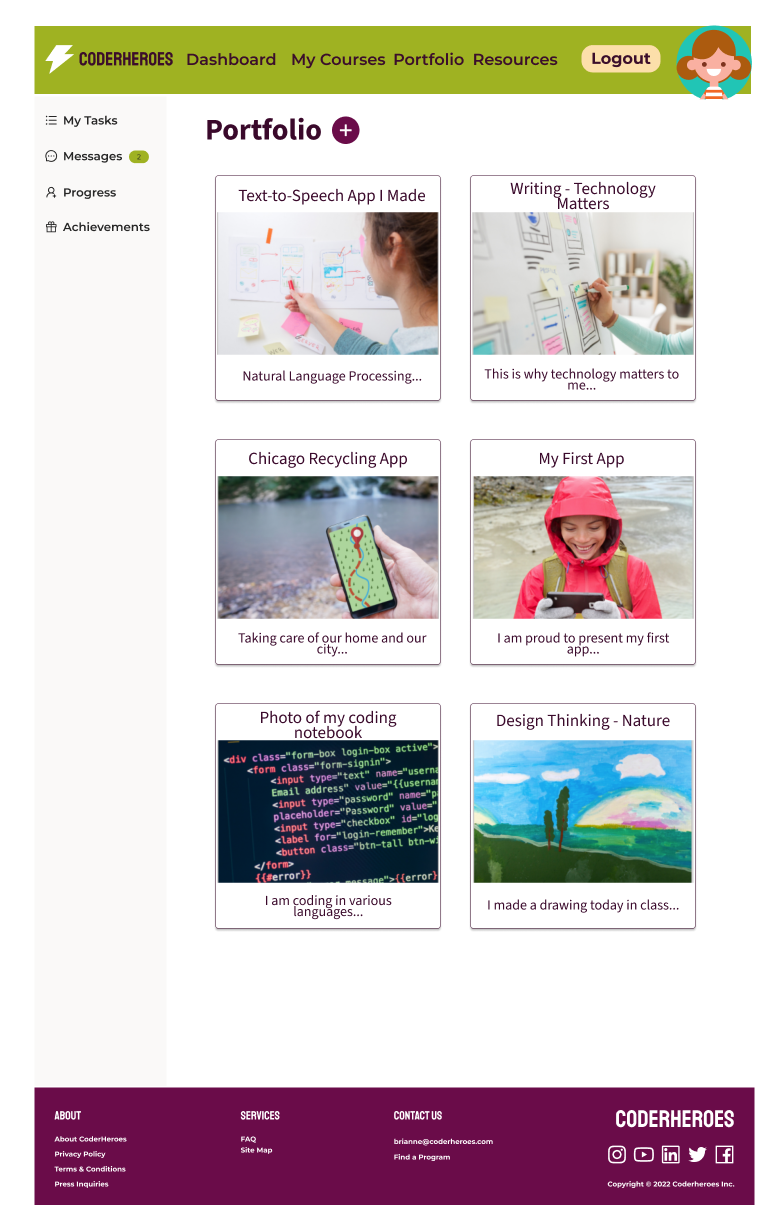 CODERHEROES Dashboard My Courses Portfolio Resources Logout
My Tasks
Messages 2
Progress
Achievements
Portfolio +
Text-to-Speech App I Made
Natural Language Processing...
Writing - Technology
Matters
This is why technology matters to
me...
Chicago Recycling App
Taking care of our home and our
city...
My First App
I am proud to present my first
app...
Photo of my coding
notebook
<div class="form-box login-box active">
<form class="form-signin">
<input type="text" name="userna
Email address" value="{{usernam
<input type="password" name="p
placeholder="Password" value="
<input type="checkbox" id="log
<label for="login-remember">Ke
<button class="btn-tall btn-wi
</form>
{{#error}}
message">{{error}
I am coding in various
languages...
Design Thinking - Nature
I made a drawing today in class...
ABOUT
About CoderHeroes
Privacy Policy
Terms & Conditions
Press Inquiries
SERVICES
FAQ
Site Map
CONTACT US
brianne@coderheroes.com
Find a Program
CODERHEROES
Copyright © 2022 Coderheroes Inc.